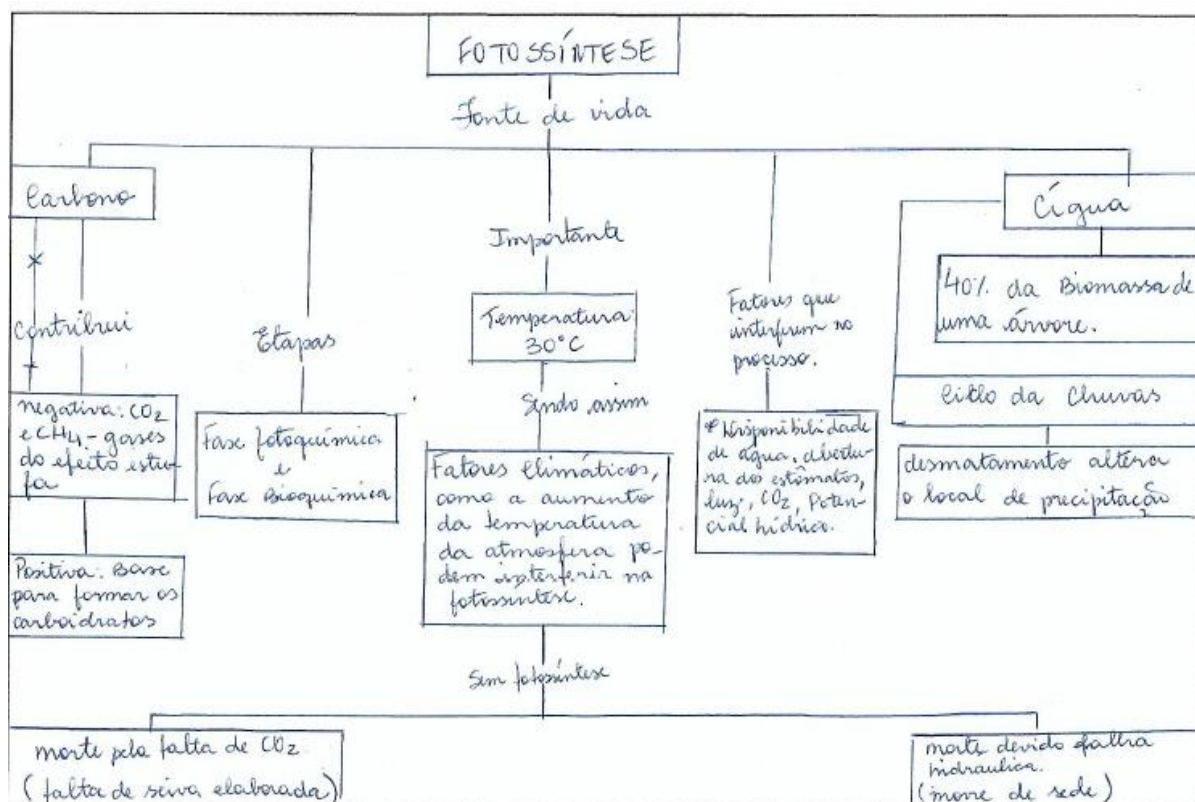 FOTOSSÍNTESE
Fonte de vida
Carbono
Contribui
negativa: CO2
e CH4 - gases
do efeito estu-
fa
Positiva: Base
para formar os
carboidratos
Etapas
Fase fotoquímica
e
Fase Bioquímica
Importante
Temperatura:
30°C
Sendo assim
Fatores climáticos,
como a aumento
da temperatura
da atmosfera po-
dem interferir na
fotossíntese.
Fatores que
interferem no
processo.
* Disponibilidade
de água, abertu-
ra dos estômatos,
luz, CO2, Poten-
cial hídrico.
Água
40% da Biomassa de
uma árvore.
Ciclo da Chuvas
desmatamento altera
o local de precipitação
Sem fotossíntese
morte pela falta de CO2
(falta de seiva elaborada)
morte devido falha
hidraulica.
(morre de sede)